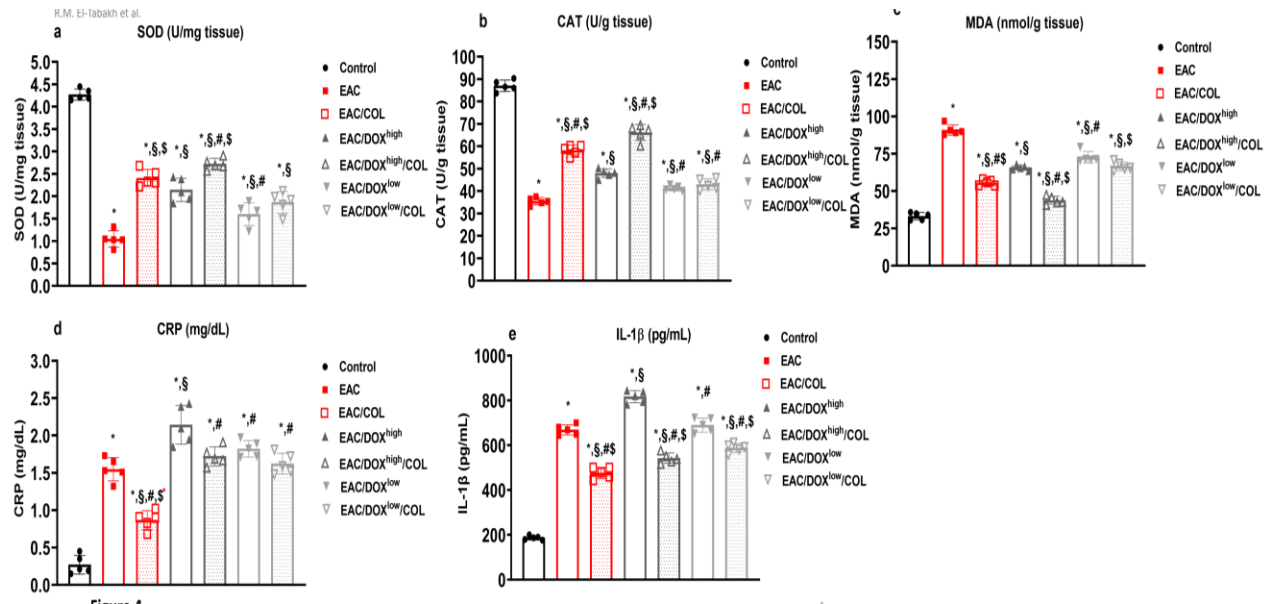 R.M. El-Tabakh et al.
a
SOD (U/mg tissue)
SOD (U/mg tissue)
5.0
4.5
4.0
3.5
3.0
2.5
2.0
1.5
1.0
0.5
0.0
*
*,§,$
*,§
*,§,#,$
*,§,#
*,§
Control
EAC
EAC/COL
EAC/DOXhigh
EAC/DOXhigh/COL
EAC/DOXlow
EAC/DOXlow/COL
b
CAT (U/g tissue)
CAT (U/g tissue)
100
90
80
70
60
50
40
30
20
10
0
*
*,§,#,$
*,§
*,§,#,$
*,§,#
*,§,#
Control
EAC
EAC/COL
EAC/DOXhigh
EAC/DOXhigh/COL
EAC/DOXlow
EAC/DOXlow/COL
MDA (nmol/g tissue)
MDA (nmol/g tissue)
150
125
100
75
50
25
0
*
*,§,#$
*,§
*,§,#,$
*,§,#
*,§,$
Control
EAC
EAC/COL
EAC/DOXhigh
EAC/DOXhigh/COL
EAC/DOXlow
EAC/DOXlow/COL
d
CRP (mg/dL)
CRP (mg/dL)
3.0
2.5
2.0
1.5
1.0
0.5
0.0
*
*,§,#,$*
*,§
*,#
*,#
*,#
Control
EAC
EAC/COL
EAC/DOXhigh
EAC/DOXhigh/COL
EAC/DOXlow
EAC/DOXlow/COL
e
IL-1β (pg/mL)
IL-1β (pg/mL)
1000
800
600
400
200
0
*
*,§,#$
*,§
*,§,#,$
*,#
*,§,#,$
Control
EAC
EAC/COL
EAC/DOXhigh
EAC/DOXhigh/COL
EAC/DOXlow
EAC/DOXlow/COL